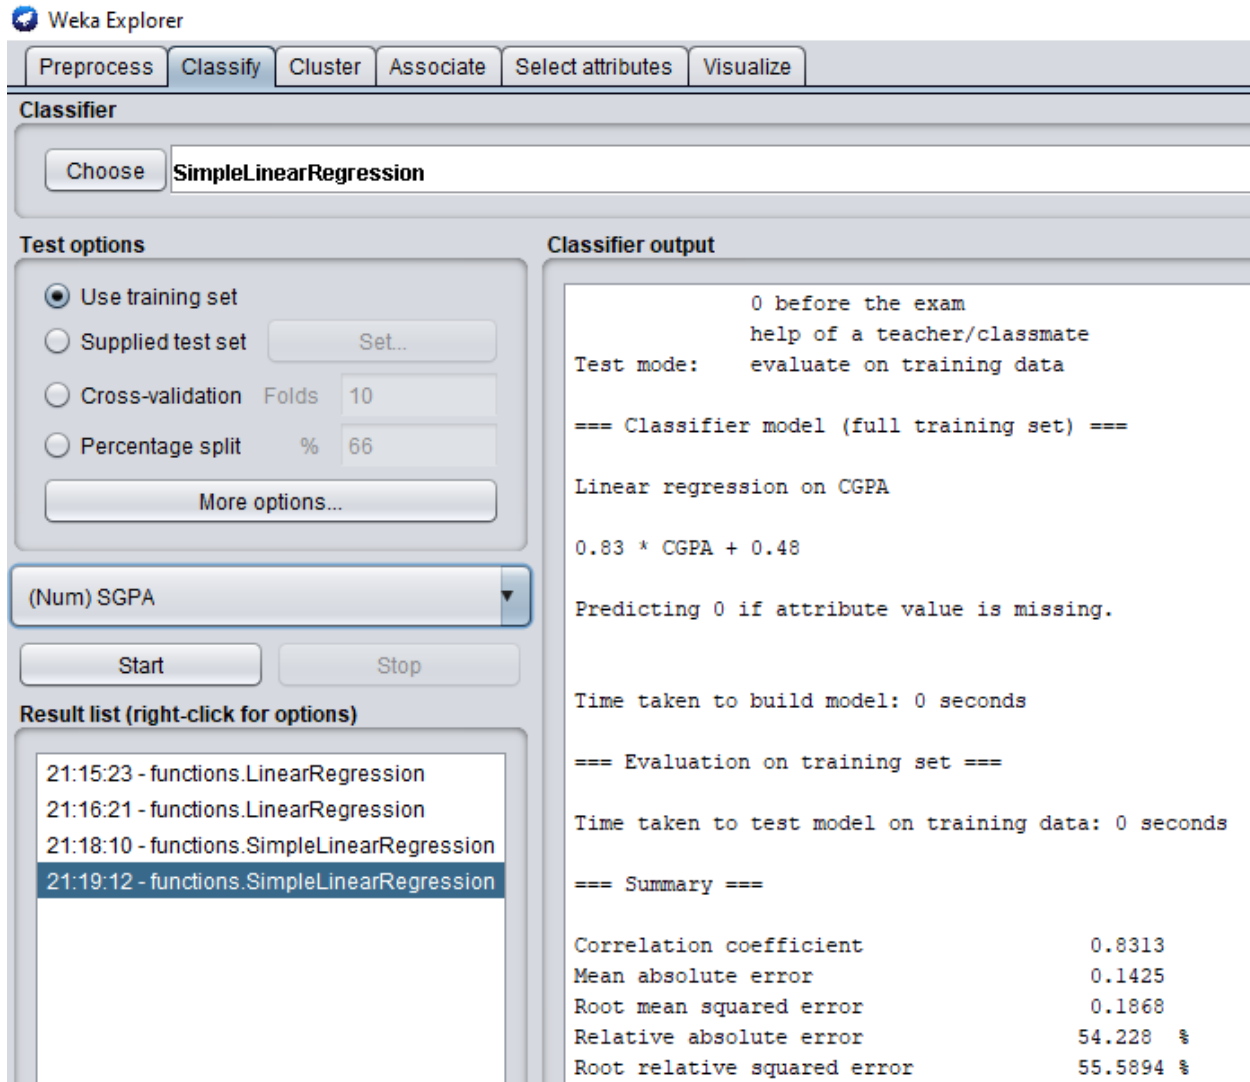 Weka Explorer
Preprocess Classify Cluster Associate Select attributes Visualize
Classifier
Choose SimpleLinearRegression
Test options
Use training set
Supplied test set Set...
Cross-validation Folds 10
Percentage split % 66
More options...
(Num) SGPA
Start Stop
Result list (right-click for options)
21:15:23 - functions.LinearRegression
21:16:21 - functions.LinearRegression
21:18:10 - functions.SimpleLinearRegression
21:19:12 - functions.SimpleLinearRegression
Classifier output
0 before the exam
help of a teacher/classmate
Test mode: evaluate on training data
=== Classifier model (full training set) ===
Linear regression on CGPA
0.83 * CGPA + 0.48
Predicting 0 if attribute value is missing.
Time taken to build model: 0 seconds
=== Evaluation on training set ===
Time taken to test model on training data: 0 seconds
=== Summary ===
Correlation coefficient 0.8313
Mean absolute error 0.1425
Root mean squared error 0.1868
Relative absolute error 54.228 %
Root relative squared error 55.5894 %